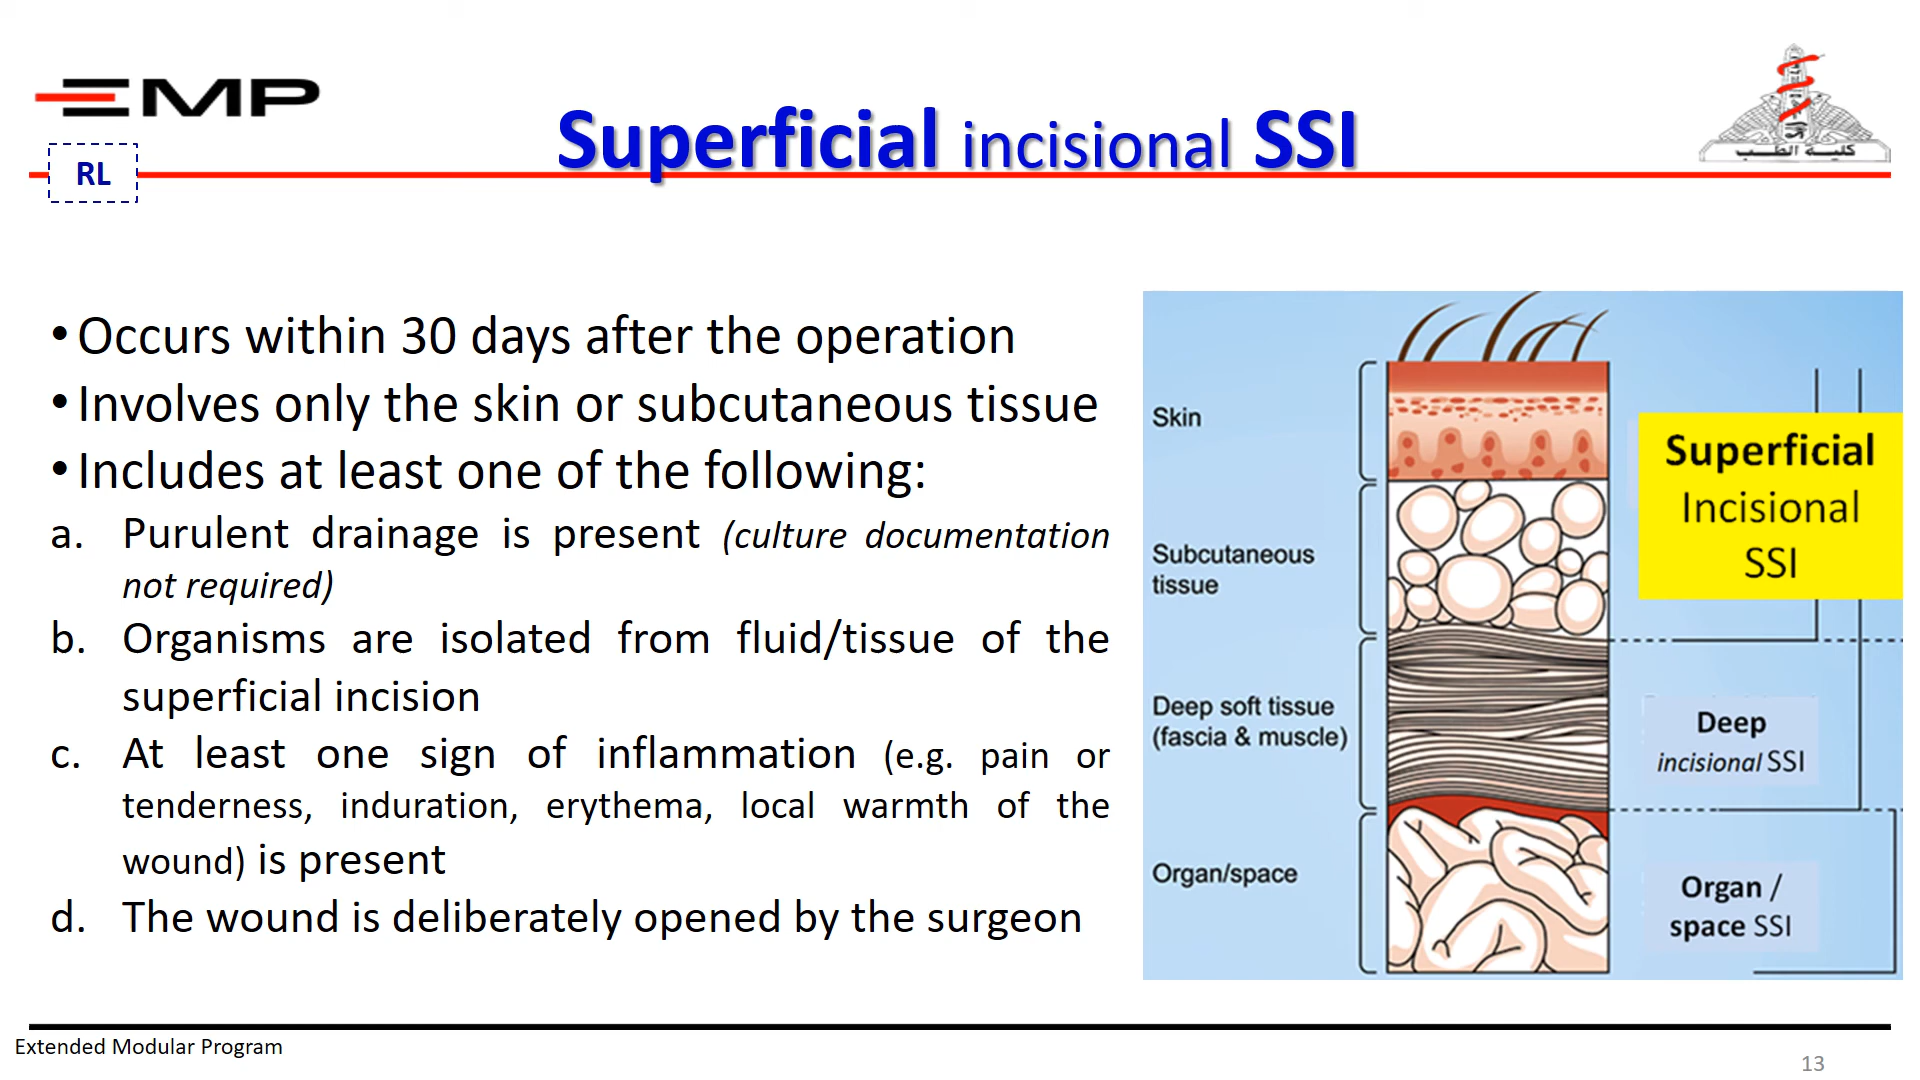 EMP
RL
Superficial incisional SSI
كلية الطب
•Occurs within 30 days after the operation
•Involves only the skin or subcutaneous tissue
•Includes at least one of the following:
a. Purulent drainage is present (culture documentation
not required)
b. Organisms are isolated from fluid/tissue of the
superficial incision
c. At least one sign of inflammation (e.g. pain or
tenderness, induration, erythema, local warmth of the
wound) is present
d. The wound is deliberately opened by the surgeon
Skin
Subcutaneous
tissue
Deep soft tissue
(fascia & muscle)
Organ/space
Superficial
Incisional
SSI
Deep
incisional SSI
Organ /
space SSI
Extended Modular Program
13